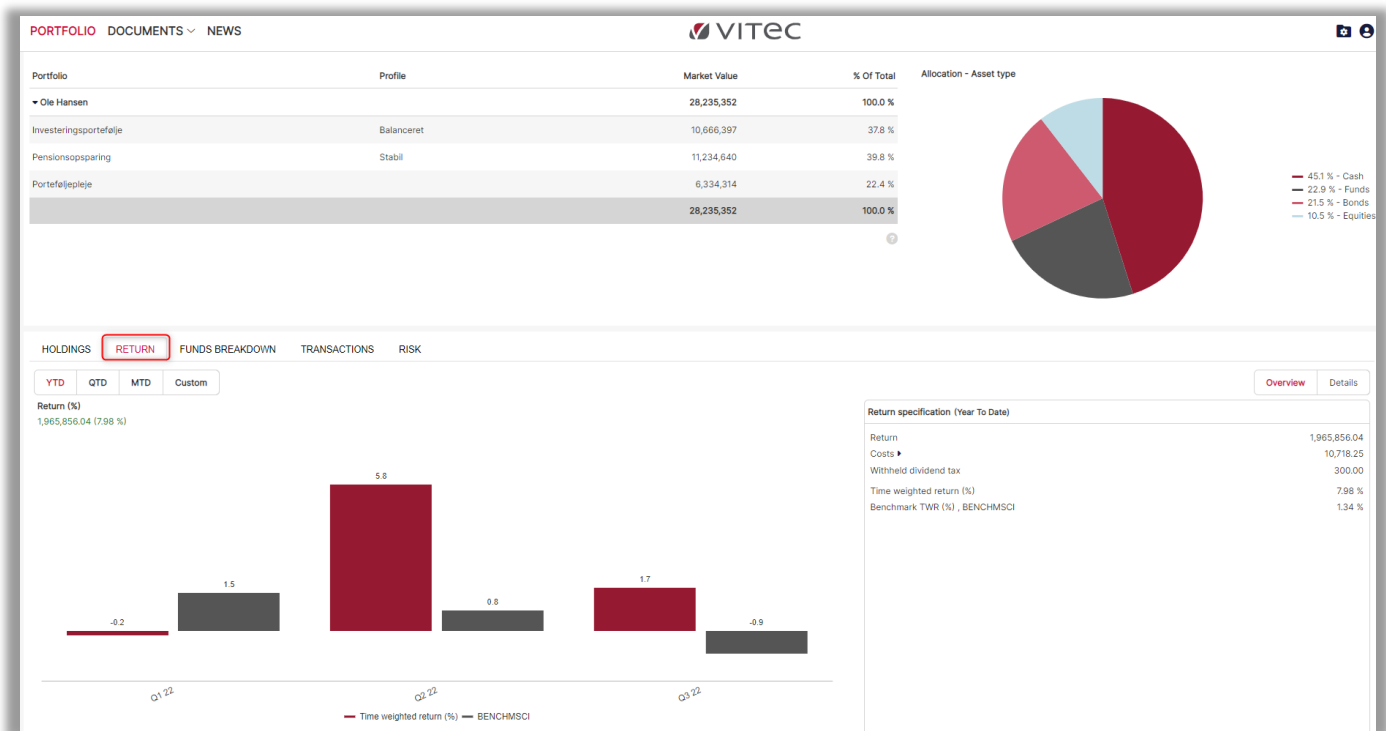 PORTFOLIO DOCUMENTS NEWS
VITEC
Portfolio Profile Market Value % Of Total
Ole Hansen 28,235,352 100.0 %
Investeringsportefølje Balanceret 10,666,397 37.8 %
Pensionsopsparing Stabil 11,234,640 39.8 %
Porteføljepleje 6,334,314 22.4 %
28,235,352 100.0 %
?
Allocation - Asset type
45.1 % - Cash
22.9 % - Funds
21.5 % - Bonds
10.5 % - Equities
HOLDINGS RETURN FUNDS BREAKDOWN TRANSACTIONS RISK
YTD QTD MTD Custom
Overview Details
Return (%)
1,965,856.04 (7.98 %)
5.8
1.5
1.7
0.8
-0.2
-0.9
Q1 22
Q2 22
Q3 22
Time weighted return (%) BENCHMSCI
Return specification (Year To Date)
Return 1,965,856.04
Costs 10,718.25
Withheld dividend tax 300.00
Time weighted return (%) 7.98 %
Benchmark TWR (%) , BENCHMSCI 1.34 %